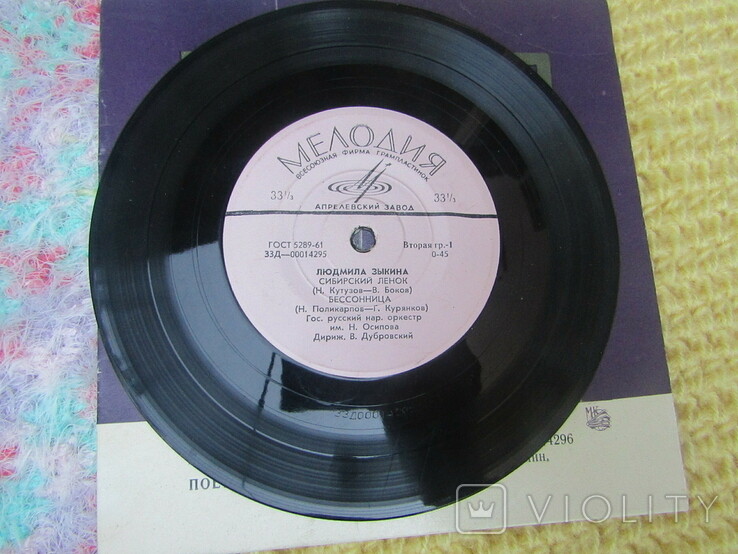 МЕЛОДИЯ
ВСЕСОЮЗНАЯ ФИРМА ГРАМПЛАСТИНОК
33⅓ 33⅓
АПРЕЛЕВСКИЙ ЗАВОД
ГОСТ 5289-61 Вторая гр.-1
33Д—00014295 0-45
ЛЮДМИЛА ЗЫКИНА
СИБИРСКИЙ ЛЕНОК
(Н. Кутузов—В. Боков)
БЕССОННИЦА
(Н. Поликарпов—Г. Курянков)
Гос. русский нар. оркестр
им. Н. Осипова
Дириж. В. Дубровский
4296
ПОВ
VIOLITY